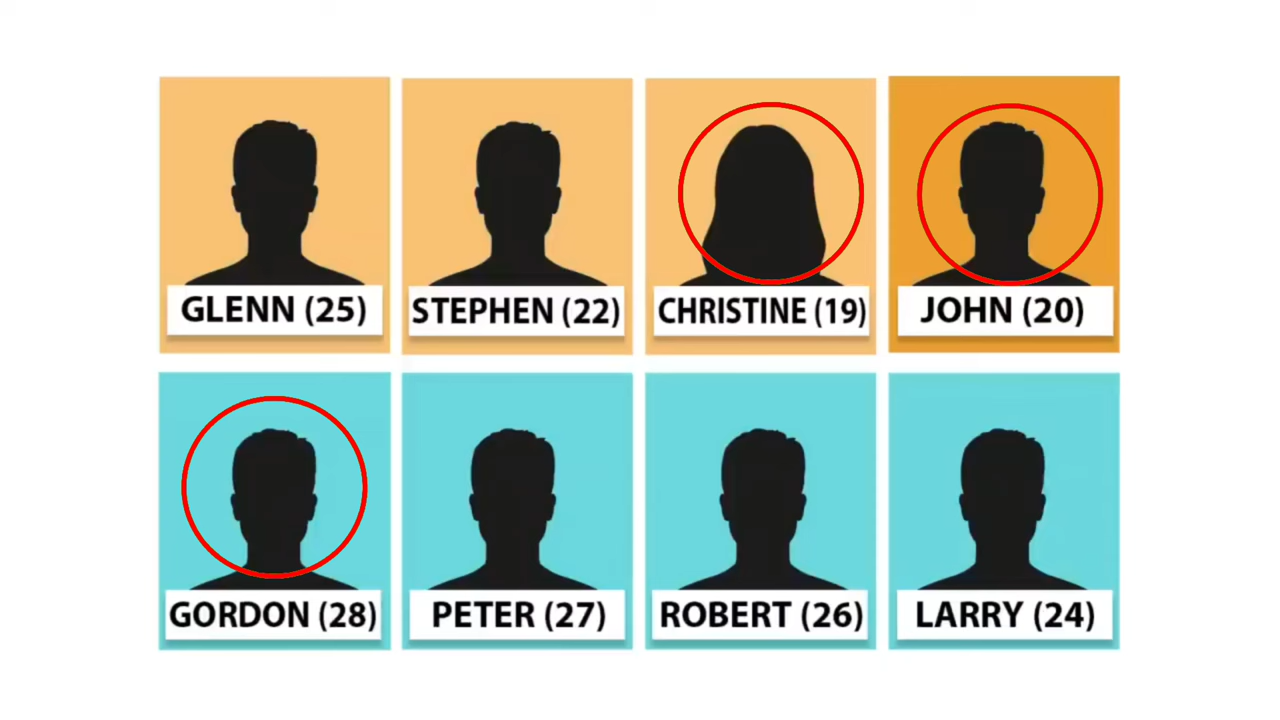 GLENN (25)
STEPHEN (22)
CHRISTINE (19)
JOHN (20)
GORDON (28)
PETER (27)
ROBERT (26)
LARRY (24)